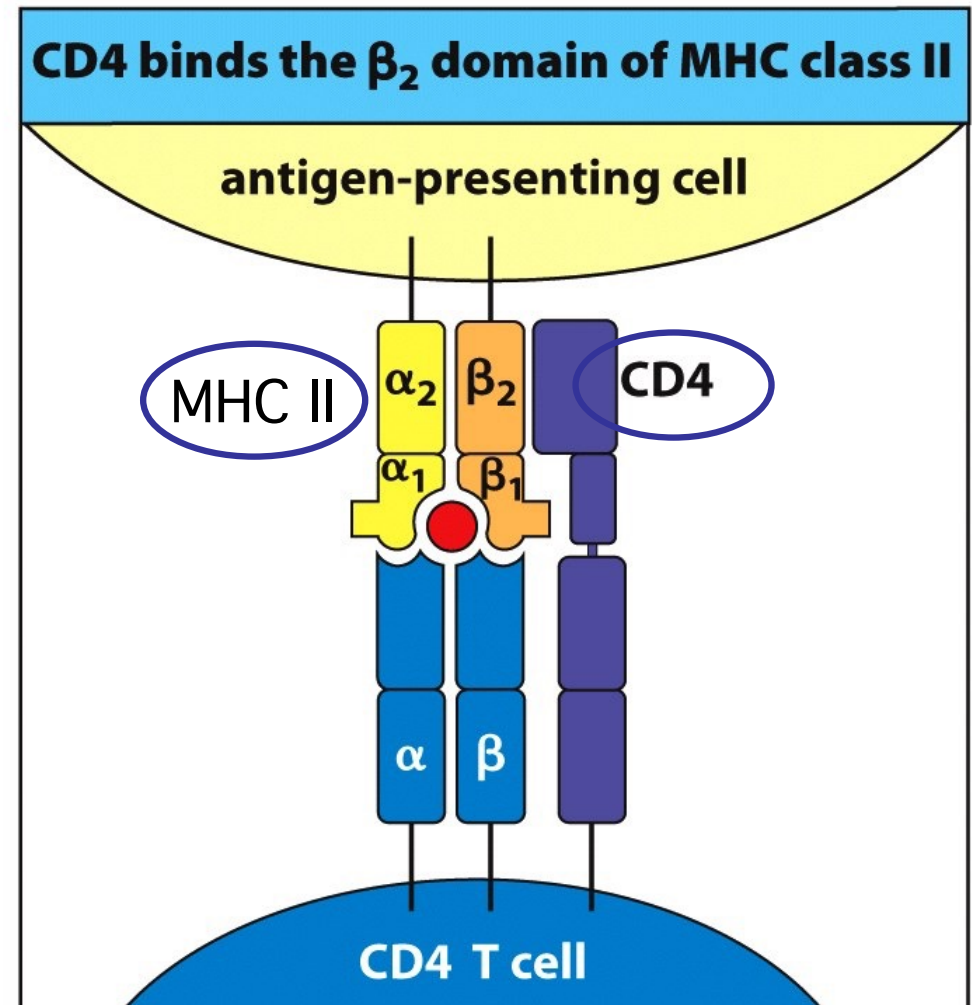 CD4 binds the β₂ domain of MHC class II
antigen-presenting cell
MHC II
α₂
β₂
CD4
α₁
β₁
α
β
CD4 T cell